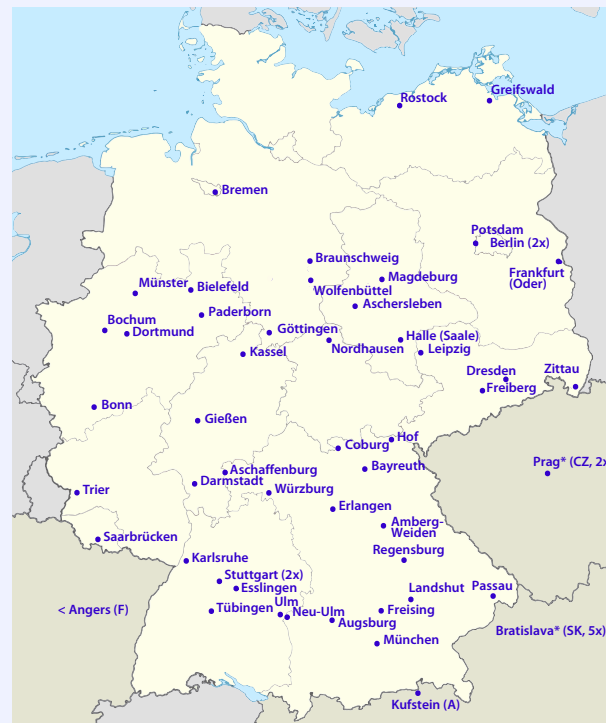 Greifswald
Rostock
Bremen
Potsdam
Berlin (2x)
Braunschweig
Frankfurt
(Oder)
Magdeburg
Münster
Bielefeld
Wolfenbüttel
Aschersleben
Paderborn
Bochum
Dortmund
Göttingen
Halle (Saale)
Nordhausen
Leipzig
Kassel
Dresden
Zittau
Freiberg
Bonn
Gießen
Hof
Coburg
Prag* (CZ, 2x
Bayreuth
Aschaffenburg
Darmstadt
Würzburg
Trier
Erlangen
Amberg-
Weiden
Saarbrücken
Regensburg
Karlsruhe
Stuttgart (2x)
Esslingen
Passau
Landshut
< Angers (F)
Tübingen
Ulm
Neu-Ulm
Freising
Augsburg
Bratislava* (SK, 5x)
München
Kufstein (A)